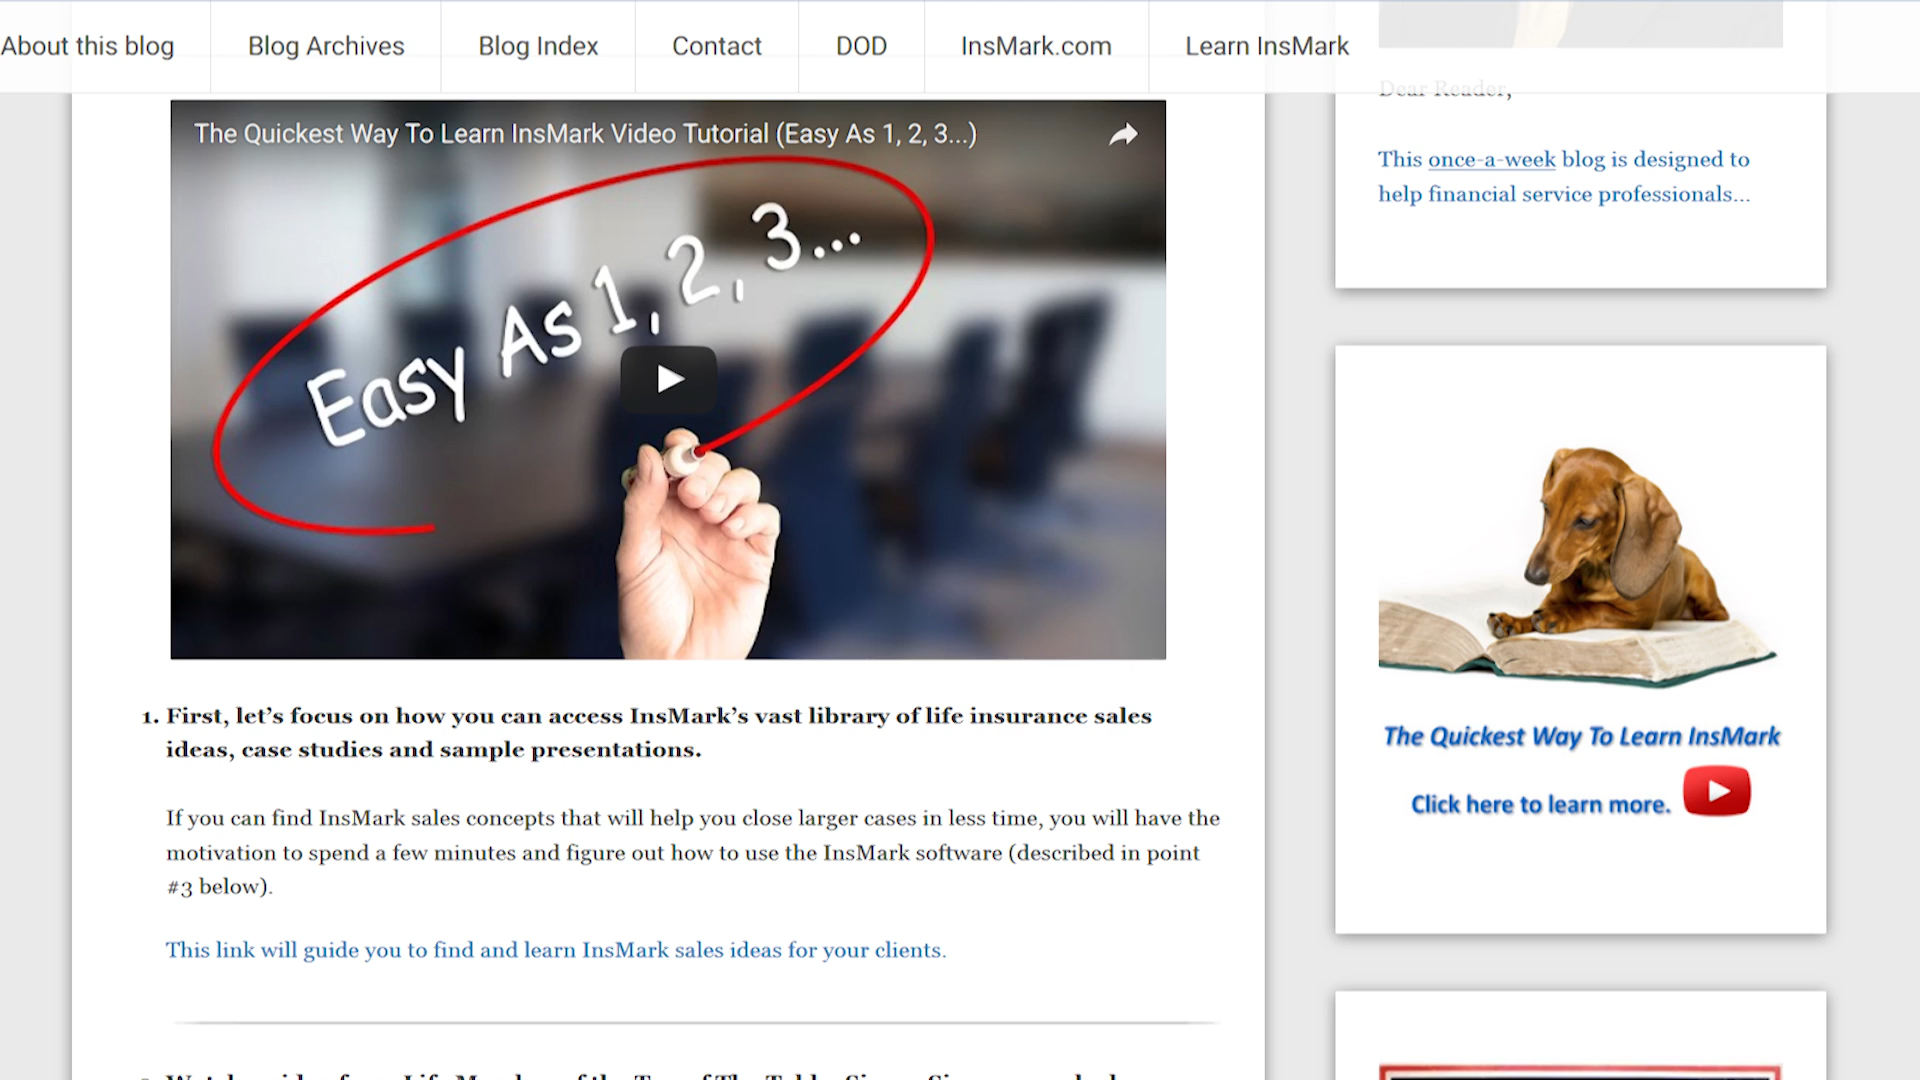 About this blog
Blog Archives
Blog Index
Contact
DOD
InsMark.com
Learn InsMark
The Quickest Way To Learn InsMark Video Tutorial (Easy As 1, 2, 3...)
Easy As 1, 2, 3...
1. First, let’s focus on how you can access InsMark’s vast library of life insurance sales
ideas, case studies and sample presentations.
If you can find InsMark sales concepts that will help you close larger cases in less time, you will have the
motivation to spend a few minutes and figure out how to use the InsMark software (described in point
#3 below).
This link will guide you to find and learn InsMark sales ideas for your clients.
Dear Reader,
This once-a-week blog is designed to
help financial service professionals...
The Quickest Way To Learn InsMark
Click here to learn more.